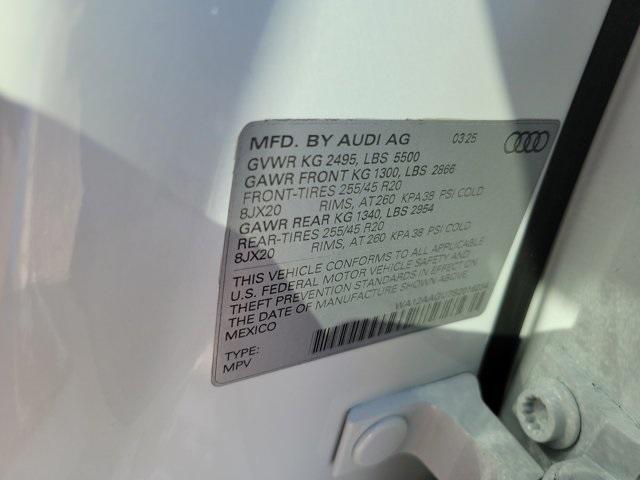 MFD. BY AUDI AG 03/25
GVWR KG 2495, LBS 5500
GAWR FRONT KG 1300, LBS 2866
FRONT-TIRES 255/45 R20
8JX20 RIMS, AT 260 KPA 38 PSI COLD
GAWR REAR KG 1340, LBS 2954
REAR-TIRES 255/45 R20
8JX20 RIMS, AT 260 KPA 38 PSI COLD
THIS VEHICLE CONFORMS TO ALL APPLICABLE
U.S. FEDERAL MOTOR VEHICLE SAFETY AND
THEFT PREVENTION STANDARDS IN EFFECT ON
THE DATE OF MANUFACTURE SHOWN ABOVE.
MEXICO
TYPE:
MPV